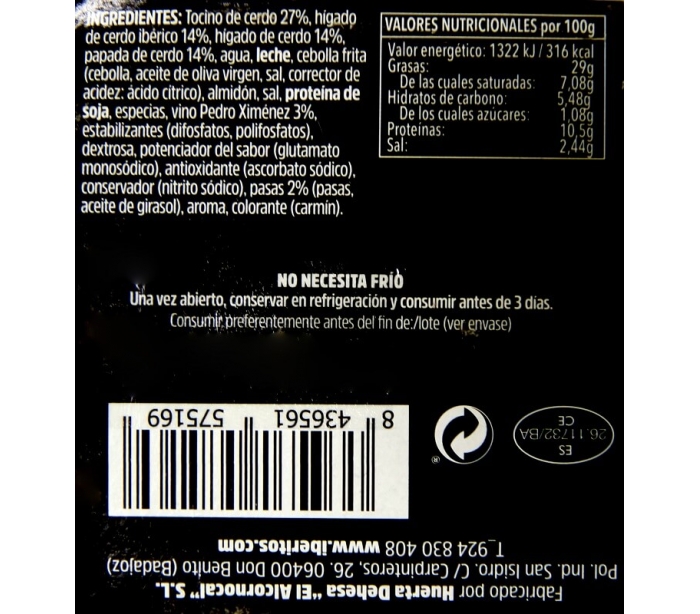 INGREDIENTES: Tocino de cerdo 27%, hígado
de cerdo ibérico 14%, hígado de cerdo 14%,
papada de cerdo 14%, agua, leche, cebolla frita
(cebolla, aceite de oliva virgen, sal, corrector de
acidez: ácido cítrico), almidón, sal, proteína de
soja, especias, vino Pedro Ximénez 3%,
estabilizantes (difosfatos, polifosfatos),
dextrosa, potenciador del sabor (glutamato
monosódico), antioxidante (ascorbato sódico),
conservador (nitrito sódico), pasas 2% (pasas,
aceite de girasol), aroma, colorante (carmín).
VALORES NUTRICIONALES por 100g
Valor energético: 1322 kJ / 316 kcal
Grasas: 29g
De las cuales saturadas: 7,08g
Hidratos de carbono: 5,48g
De los cuales azúcares: 1,08g
Proteínas: 10,5g
Sal: 2,44g
NO NECESITA FRÍO
Una vez abierto, conservar en refrigeración y consumir antes de 3 días.
Consumir preferentemente antes del fin de:/lote (ver envase)
Fabricado por Huerta Dehesa "El Alcornocal" S.L.
Pol. Ind. San Isidro. C/ Carpinteros, 26. 06400 Don Benito (Badajoz)
T_924 830 408 www.iberitos.com
ES
26.11732/BA
CE
8 436561 575169